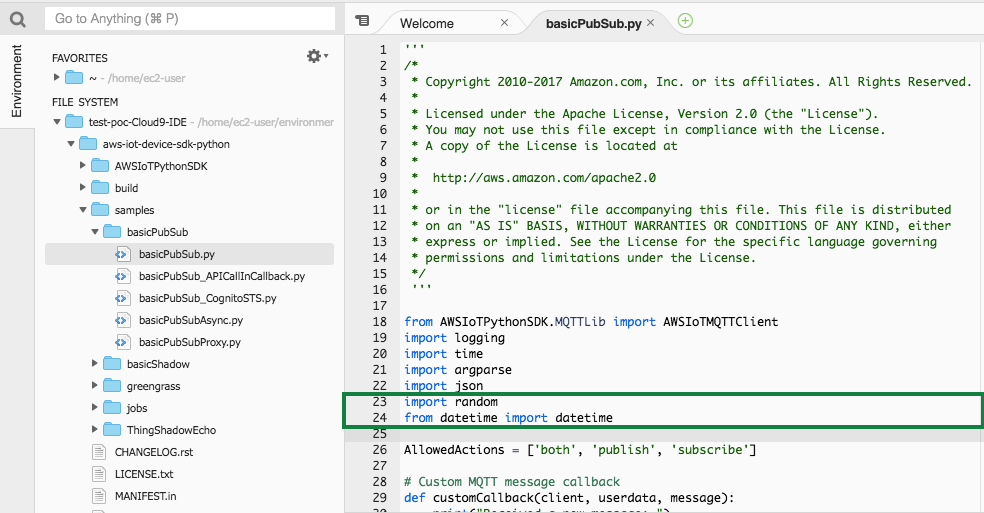 Go to Anything (⌘ P)
Environment
FAVORITES
~ - /home/ec2-user
FILE SYSTEM
test-poc-Cloud9-IDE - /home/ec2-user/environmer
aws-iot-device-sdk-python
AWSIoTPythonSDK
build
samples
basicPubSub
basicPubSub.py
basicPubSub_APICallInCallback.py
basicPubSub_CognitoSTS.py
basicPubSubAsync.py
basicPubSubProxy.py
basicShadow
greengrass
jobs
ThingShadowEcho
CHANGELOG.rst
LICENSE.txt
MANIFEST.in
Welcome ×
basicPubSub.py ×
1 '''
2 /*
3 * Copyright 2010-2017 Amazon.com, Inc. or its affiliates. All Rights Reserved.
4 *
5 * Licensed under the Apache License, Version 2.0 (the "License").
6 * You may not use this file except in compliance with the License.
7 * A copy of the License is located at
8 *
9 * http://aws.amazon.com/apache2.0
10 *
11 * or in the "license" file accompanying this file. This file is distributed
12 * on an "AS IS" BASIS, WITHOUT WARRANTIES OR CONDITIONS OF ANY KIND, either
13 * express or implied. See the License for the specific language governing
14 * permissions and limitations under the License.
15 */
16 '''
17
18 from AWSIoTPythonSDK.MQTTLib import AWSIoTMQTTClient
19 import logging
20 import time
21 import argparse
22 import json
23 import random
24 from datetime import datetime
25
26 AllowedActions = ['both', 'publish', 'subscribe']
27
28 # Custom MQTT message callback
29 def customCallback(client, userdata, message):
30 print("Received a new message: ")